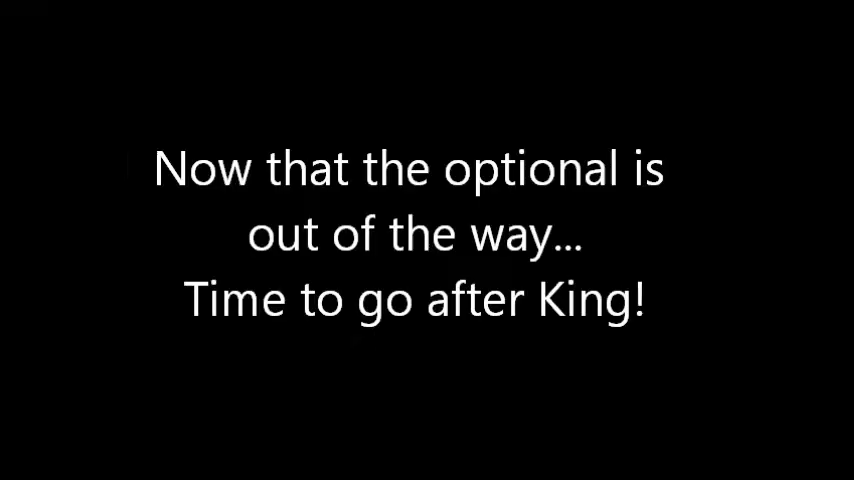 Now that the optional is
out of the way...
Time to go after King!